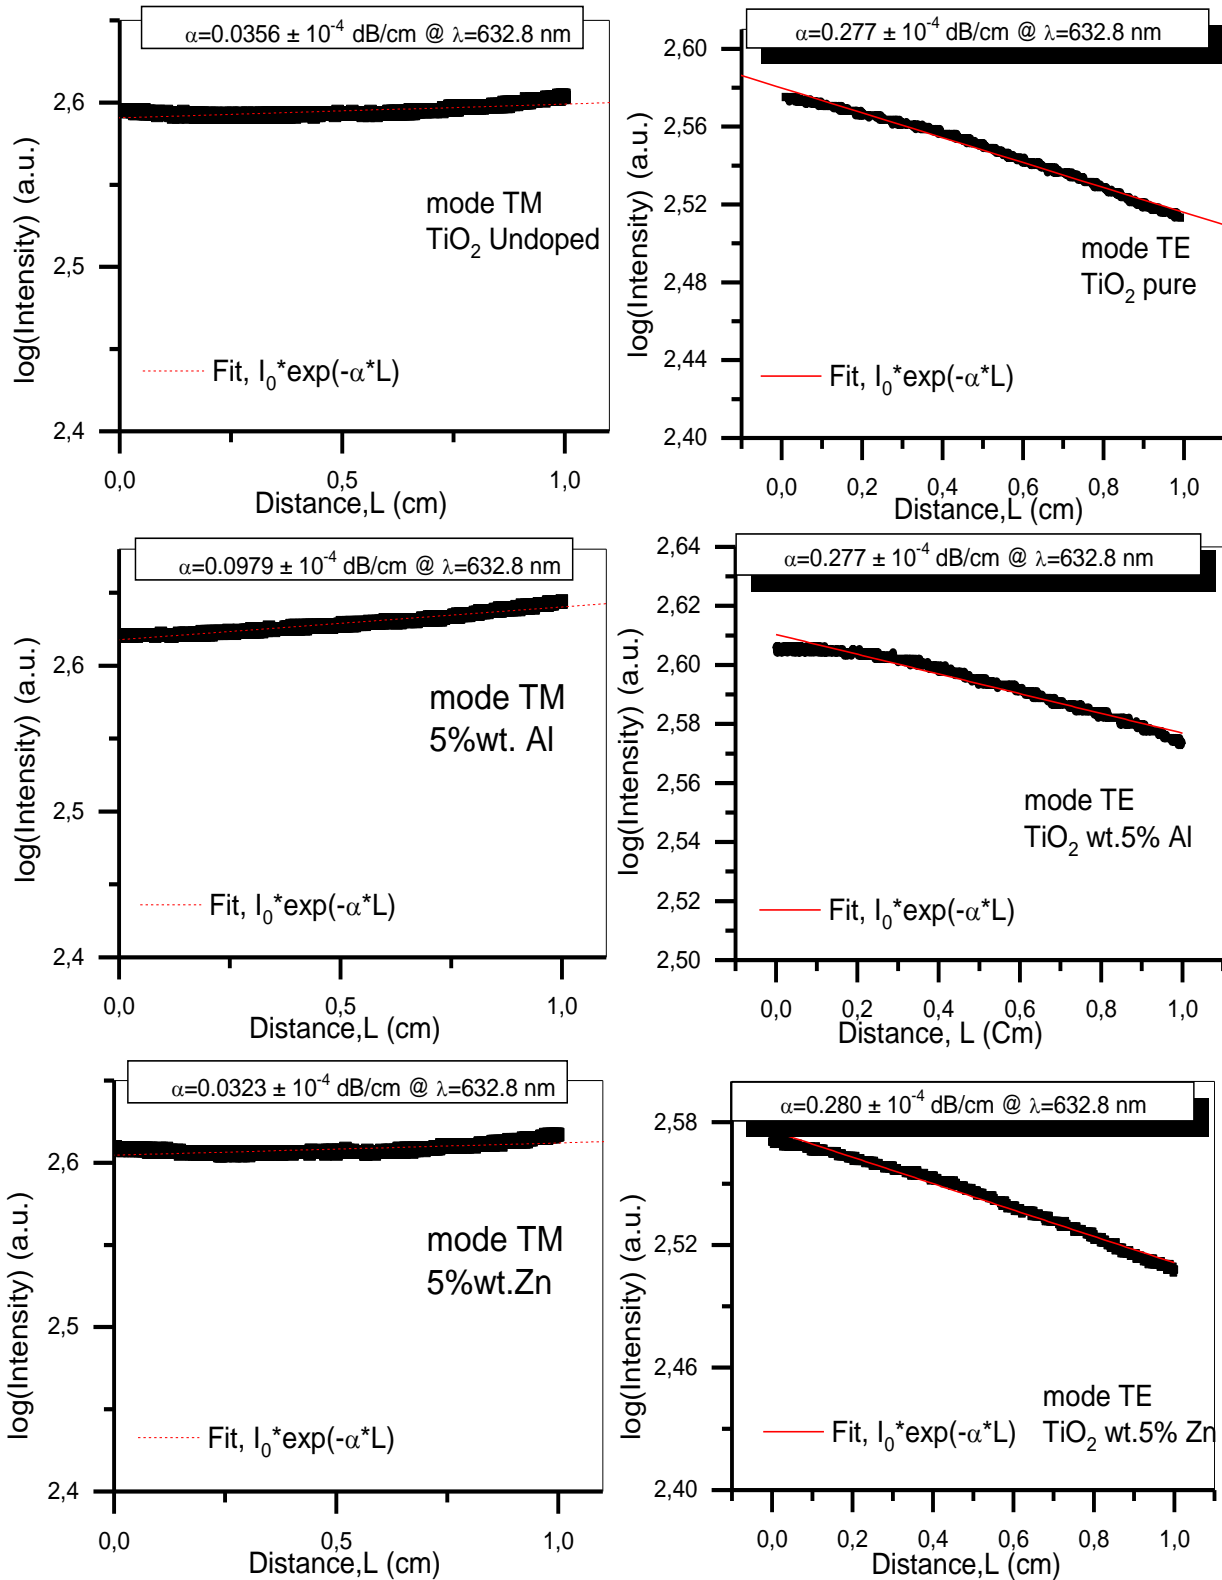 α=0.0356 ± 10⁻⁴ dB/cm @ λ=632.8 nm
log(Intensity) (a.u.)
2,6
2,5
2,4
mode TM
TiO₂ Undoped
Fit, I₀*exp(-α*L)
0,0 0,5 1,0
Distance,L (cm)
α=0.277 ± 10⁻⁴ dB/cm @ λ=632.8 nm
log(Intensity) (a.u.)
2,60
2,56
2,52
2,48
2,44
2,40
mode TE
TiO₂ pure
Fit, I₀*exp(-α*L)
0,0 0,2 0,4 0,6 0,8 1,0
Distance,L (cm)
α=0.0979 ± 10⁻⁴ dB/cm @ λ=632.8 nm
log(Intensity) (a.u.)
2,6
2,5
2,4
mode TM
5%wt. Al
Fit, I₀*exp(-α*L)
0,0 0,5 1,0
Distance,L (cm)
α=0.277 ± 10⁻⁴ dB/cm @ λ=632.8 nm
log(Intensity) (a.u.)
2,64
2,62
2,60
2,58
2,56
2,54
2,52
2,50
mode TE
TiO₂ wt.5% Al
Fit, I₀*exp(-α*L)
0,0 0,2 0,4 0,6 0,8 1,0
Distance, L (Cm)
α=0.0323 ± 10⁻⁴ dB/cm @ λ=632.8 nm
log(Intensity) (a.u.)
2,6
2,5
2,4
mode TM
5%wt.Zn
Fit, I₀*exp(-α*L)
0,0 0,5 1,0
Distance,L (cm)
α=0.280 ± 10⁻⁴ dB/cm @ λ=632.8 nm
log(Intensity) (a.u.)
2,58
2,52
2,46
2,40
mode TE
TiO₂ wt.5% Zn
Fit, I₀*exp(-α*L)
0,0 0,2 0,4 0,6 0,8 1,0
Distance,L (cm)